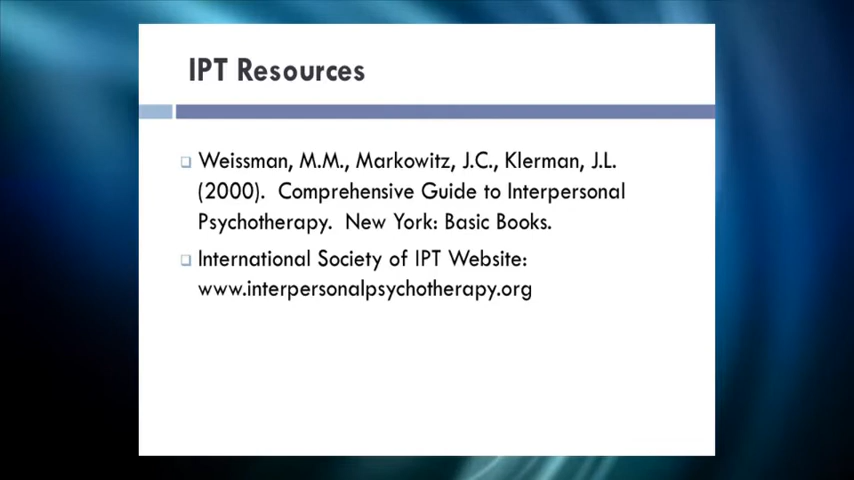 IPT Resources
Weissman, M.M., Markowitz, J.C., Klerman, J.L.
(2000).  Comprehensive Guide to Interpersonal
Psychotherapy.  New York: Basic Books.
International Society of IPT Website:
www.interpersonalpsychotherapy.org